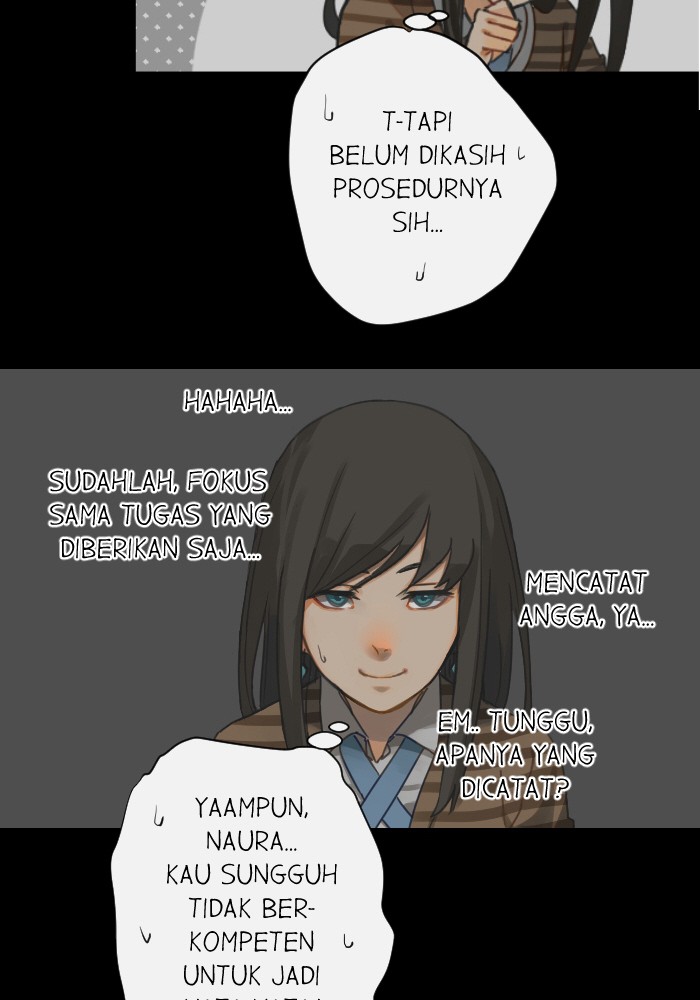 T-TAPI
BELUM DIKASIH
PROSEDURNYA
SIH...
HAHAHA...
SUDAHLAH, FOKUS
SAMA TUGAS YANG
DIBERIKAN SAJA...
MENCATAT
ANGGA, YA...
EM.. TUNGGU,
APANYA YANG
DICATAT?
YAAMPUN,
NAURA...
KAU SUNGGUH
TIDAK BER-
KOMPETEN
UNTUK JADI